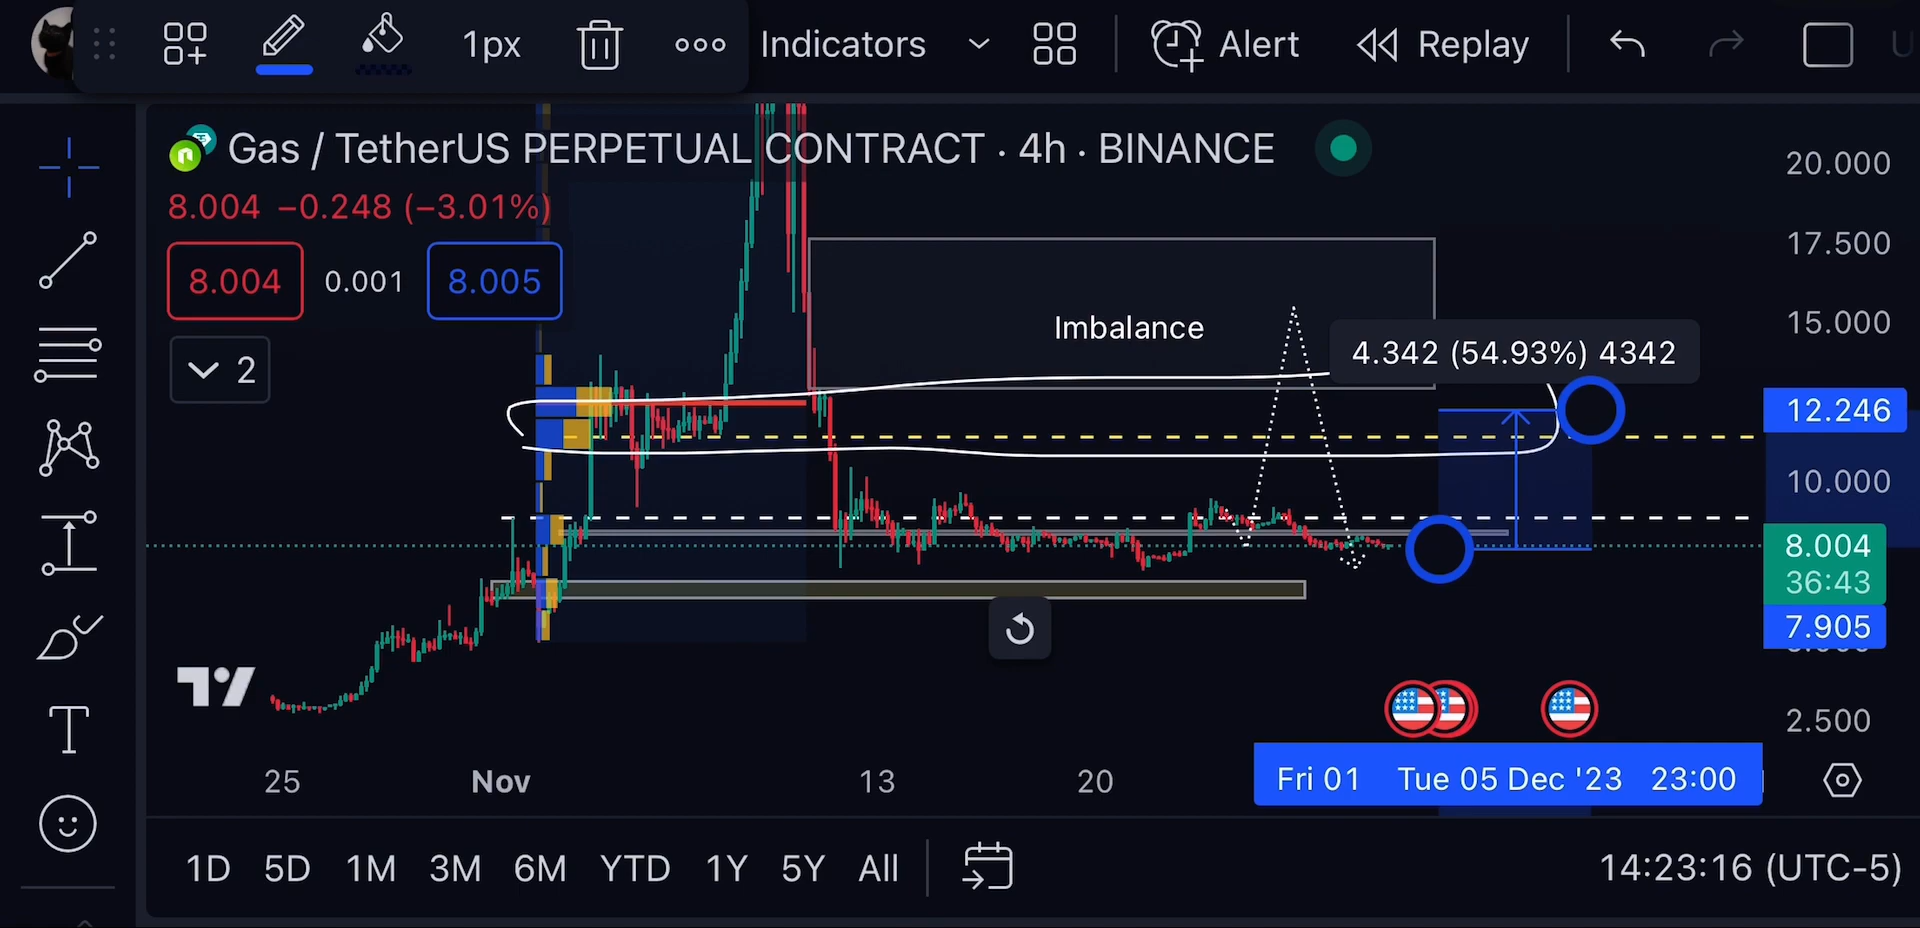 1px
Indicators
Alert
Replay
Gas / TetherUS PERPETUAL CONTRACT · 4h · BINANCE
8.004 −0.248 (−3.01%)
8.004
0.001
8.005
2
Imbalance
4.342 (54.93%) 4342
20.000
17.500
15.000
12.246
10.000
8.004
36:43
7.905
2.500
25
Nov
13
20
Fri 01
Tue 05 Dec '23
23:00
1D
5D
1M
3M
6M
YTD
1Y
5Y
All
14:23:16 (UTC-5)